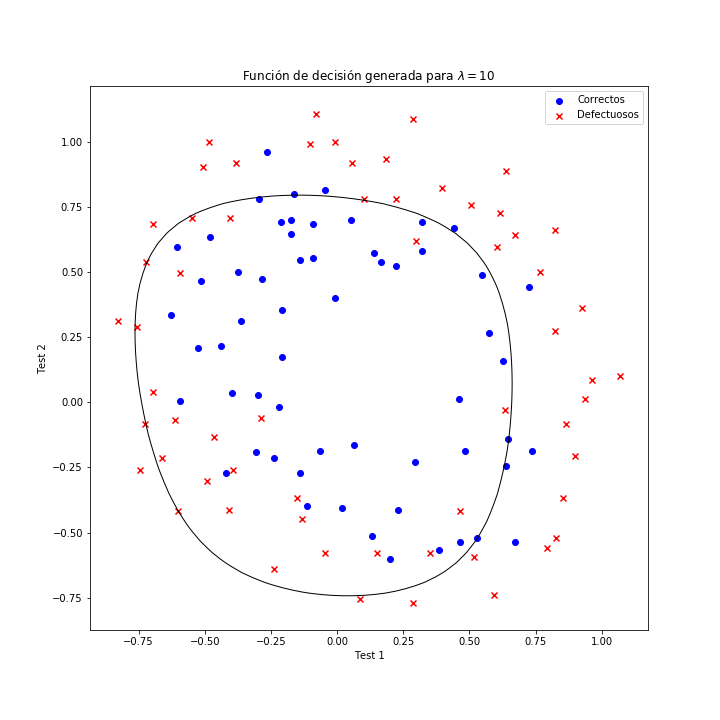 Función de decisión generada para λ = 10
Correctos
Defectuosos
1.00
0.75
0.50
0.25
0.00
−0.25
−0.50
−0.75
Test 2
−0.75 −0.50 −0.25 0.00 0.25 0.50 0.75 1.00
Test 1